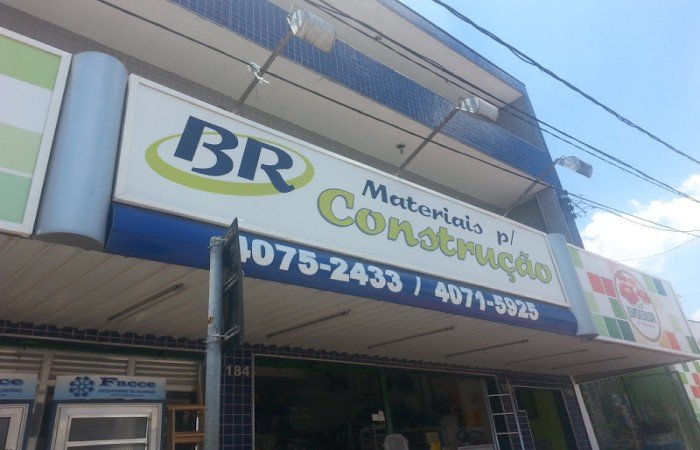 BR
Materiais p/
Construção
4075-2433 / 4071-5925
184
Facce